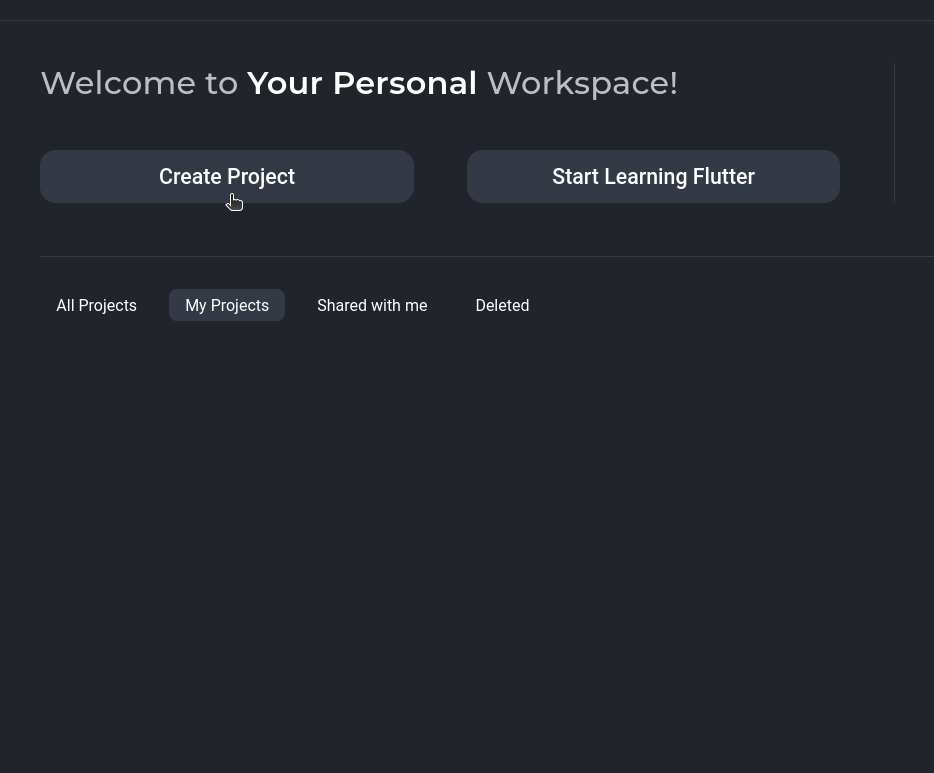 Welcome to Your Personal Workspace!
Create Project
Start Learning Flutter
All Projects
My Projects
Shared with me
Deleted